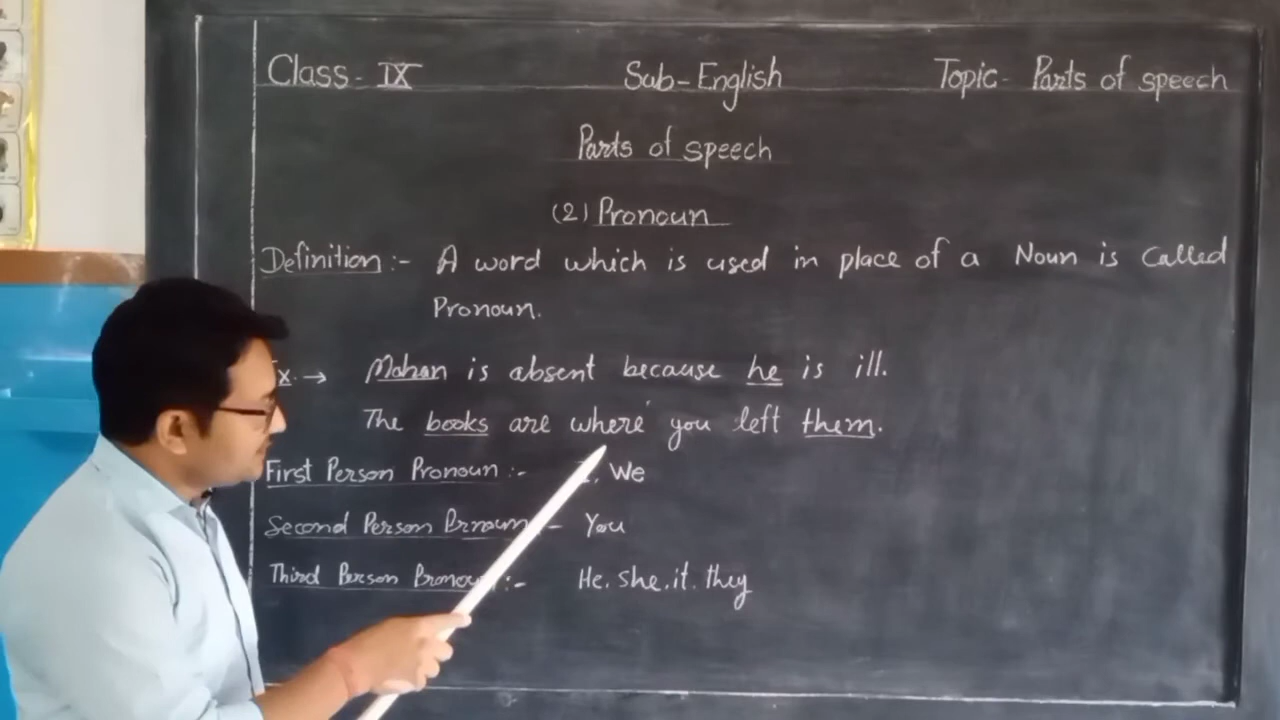 Class- IX Sub-English Topic- Parts of speech
Parts of speech
(2) Pronoun
Definition:- A word which is used in place of a Noun is called
Pronoun.
Ex. → Mohan is absent because he is ill.
The books are where you left them.
First Person Pronoun :- I, We
Second Person Prnoun :- You
Third Person Pronoun :- He. she. it. they